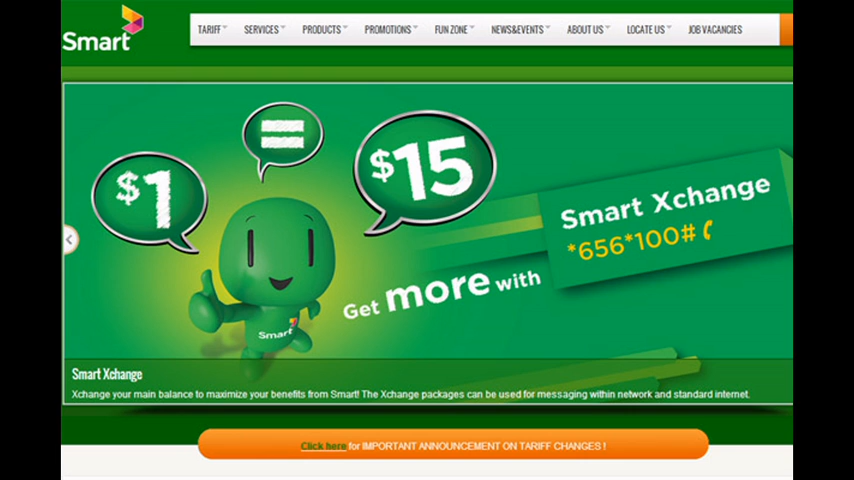 Smart
TARIFF SERVICES PRODUCTS PROMOTIONS FUN ZONE NEWS&EVENTS ABOUT US LOCATE US JOB VACANCIES
$1 = $15
Smart Xchange
*656*100#
Get more with
Smart
Smart Xchange
Xchange your main balance to maximize your benefits from Smart! The Xchange packages can be used for messaging within network and standard internet.
Click here for IMPORTANT ANNOUNCEMENT ON TARIFF CHANGES !